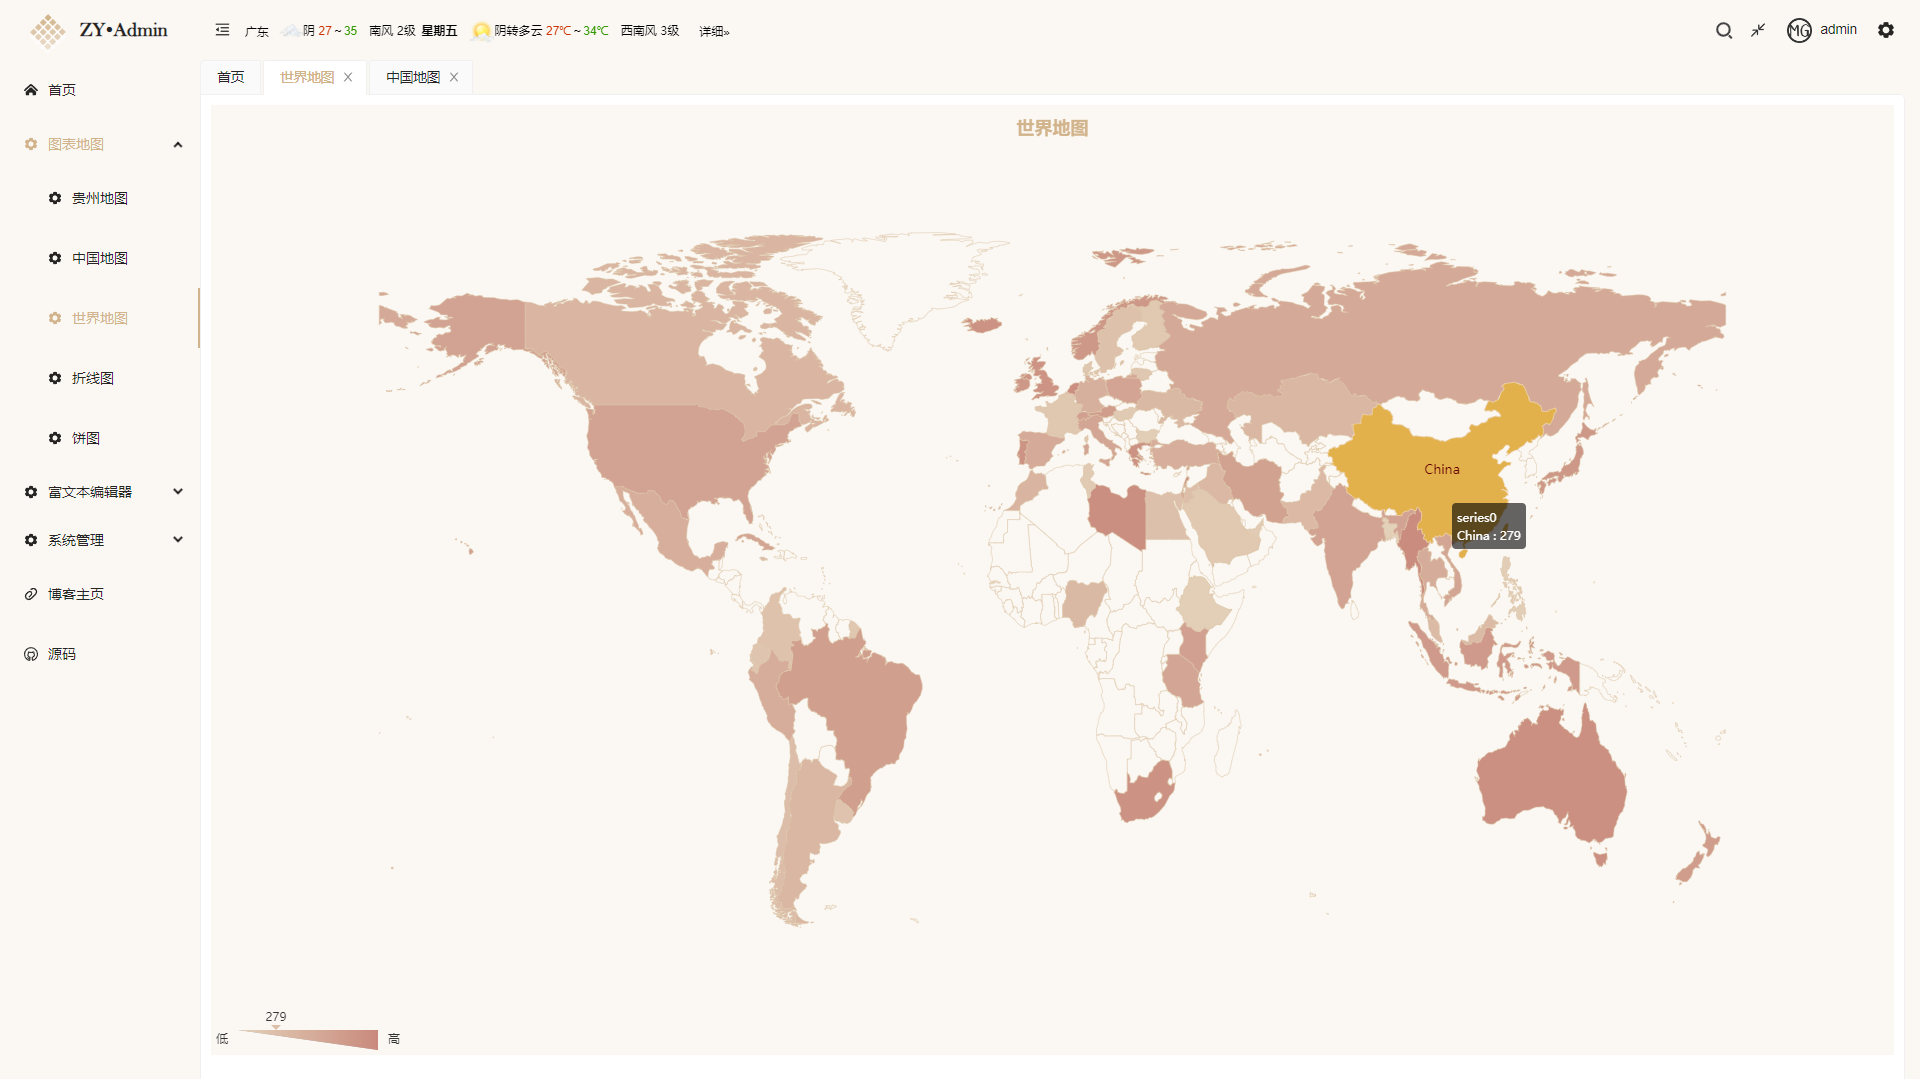 ZY•Admin
广东 阴 27 ~ 35 南风 2级 星期五 阴转多云 27℃ ~ 34℃ 西南风 3级 详细»
MG admin
首页
图表地图
贵州地图
中国地图
世界地图
折线图
饼图
富文本编辑器
系统管理
博客主页
源码
首页 世界地图 中国地图
世界地图
China
series0
China : 279
279
低 高